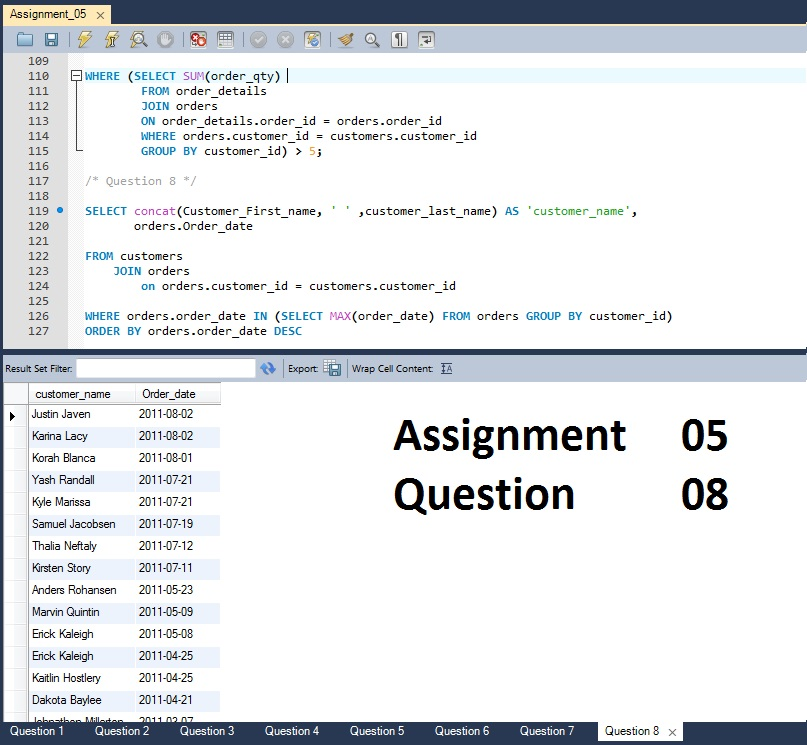 Assignment_05
109
110 WHERE (SELECT SUM(order_qty)
111 FROM order_details
112 JOIN orders
113 ON order_details.order_id = orders.order_id
114 WHERE orders.customer_id = customers.customer_id
115 GROUP BY customer_id) > 5;
116
117 /* Question 8 */
118
119 SELECT concat(Customer_First_name, ' ' ,customer_last_name) AS 'customer_name',
120 orders.Order_date
121
122 FROM customers
123 JOIN orders
124 on orders.customer_id = customers.customer_id
125
126 WHERE orders.order_date IN (SELECT MAX(order_date) FROM orders GROUP BY customer_id)
127 ORDER BY orders.order_date DESC
Result Set Filter: Export: Wrap Cell Content:
customer_name Order_date
Justin Javen 2011-08-02
Karina Lacy 2011-08-02
Korah Blanca 2011-08-01
Yash Randall 2011-07-21
Kyle Marissa 2011-07-21
Samuel Jacobsen 2011-07-19
Thalia Neftaly 2011-07-12
Kirsten Story 2011-07-11
Anders Rohansen 2011-05-23
Marvin Quintin 2011-05-09
Erick Kaleigh 2011-05-08
Erick Kaleigh 2011-04-25
Kaitlin Hostlery 2011-04-25
Dakota Baylee 2011-04-21
Johnathon Millerton 2011-03-07
Assignment 05
Question 08
Question 1 Question 2 Question 3 Question 4 Question 5 Question 6 Question 7 Question 8